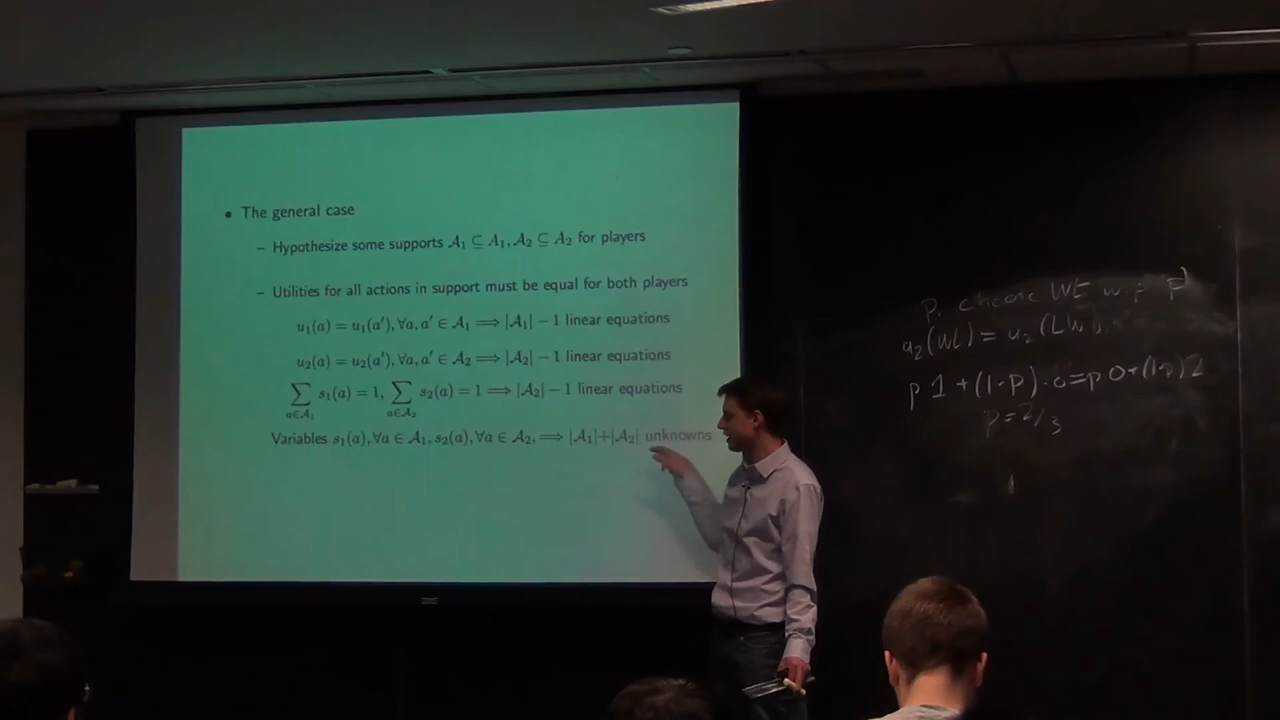 • The general case
– Hypothesize some supports 𝒜₁ ⊆ A₁, 𝒜₂ ⊆ A₂ for players
– Utilities for all actions in support must be equal for both players
u₁(a) = u₁(a′), ∀a, a′ ∈ 𝒜₁ ⟹ |𝒜₁| − 1 linear equations
u₂(a) = u₂(a′), ∀a, a′ ∈ 𝒜₂ ⟹ |𝒜₂| − 1 linear equations
∑_{a∈𝒜₁} s₁(a) = 1, ∑_{a∈𝒜₂} s₂(a) = 1 ⟹ |𝒜₂| − 1 linear equations
Variables s₁(a), ∀a ∈ 𝒜₁, s₂(a), ∀a ∈ 𝒜₂, ⟹ |𝒜₁|+|𝒜₂| unknowns
P₁ choose WL w.p. p
u₂(WL) = u₂(LW)
p 1 + (1-p) · 0 = p 0 + (1-p) 2
p = 2/3